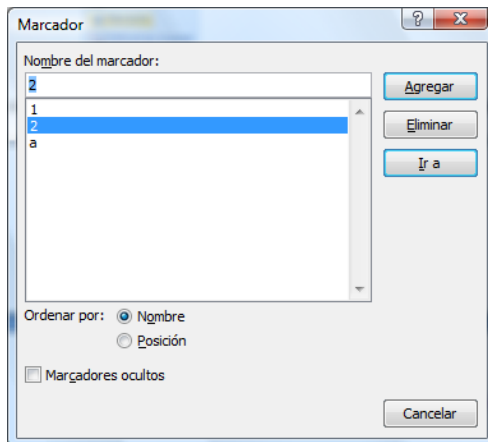 Marcador
Nombre del marcador:
2
Agregar
1
2
a
Eliminar
Ir a
Ordenar por:
Nombre
Posición
Marcadores ocultos
Cancelar